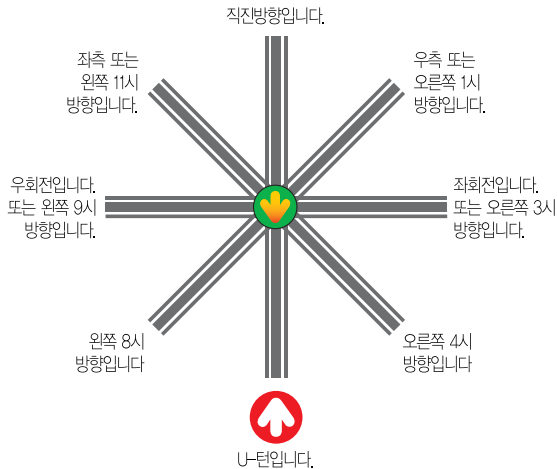 직진방향입니다.
좌측 또는
왼쪽 11시
방향입니다.
우측 또는
오른쪽 1시
방향입니다.
우회전입니다.
또는 왼쪽 9시
방향입니다.
좌회전입니다.
또는 오른쪽 3시
방향입니다.
왼쪽 8시
방향입니다
오른쪽 4시
방향입니다
U-턴입니다.